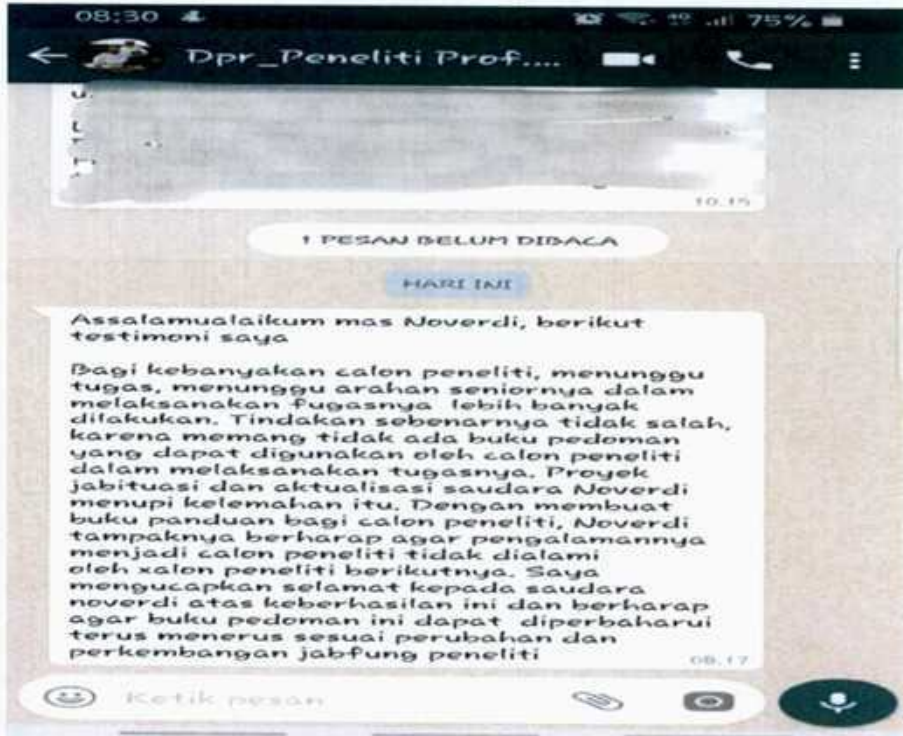 08:30
4G
75%
Dpr_Peneliti Prof....
10.15
1 PESAN BELUM DIBACA
HARI INI
Assalamualaikum mas Noverdi, berikut
testimoni saya
Bagi kebanyakan calon peneliti, menunggu
tugas, menunggu arahan seniornya dalam
melaksanakan fugasnya lebih banyak
dilakukan. Tindakan sebenarnya tidak salah,
karena memang tidak ada buku pedoman
yang dapat digunakan oleh calon peneliti
dalam melaksanakan tugasnya. Proyek
jabituasi dan aktualisasi saudara Noverdi
menupi kelemahan itu. Dengan membuat
buku panduan bagi calon peneliti, Noverdi
tampaknya berharap agar pengalamannya
menjadi calon peneliti tidak dialami
oleh xalon peneliti berikutnya. Saya
mengucapkan selamat kepada saudara
noverdi atas keberhasilan ini dan berharap
agar buku pedoman ini dapat diperbaharui
terus menerus sesuai perubahan dan
perkembangan jabfung peneliti
08.17
Ketik pesan